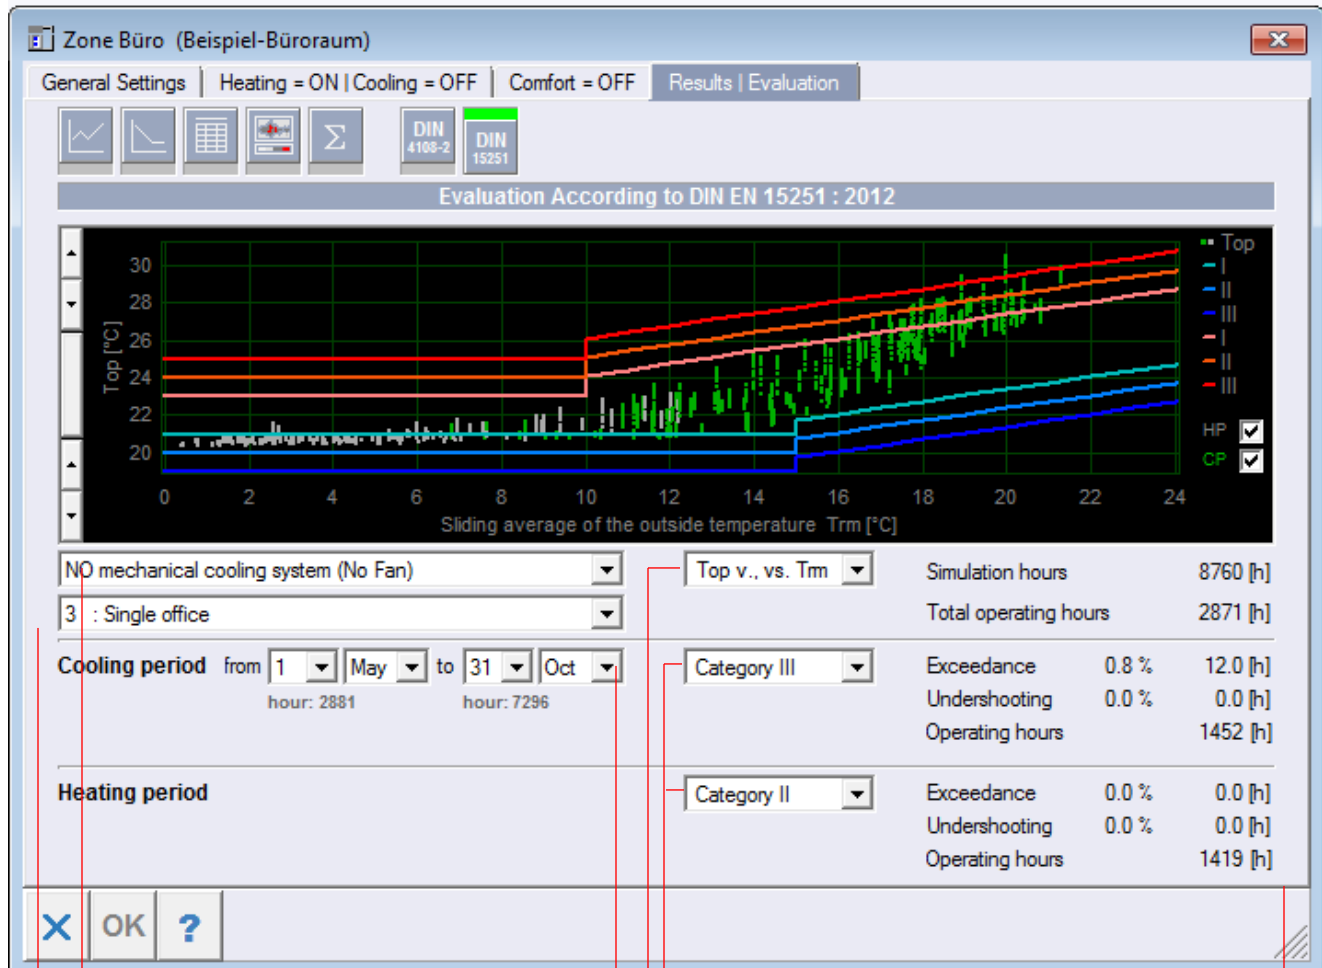 Zone Büro (Beispiel-Büroraum)
General Settings Heating = ON | Cooling = OFF Comfort = OFF Results | Evaluation
DIN 4108-2 DIN 15251
Evaluation According to DIN EN 15251 : 2012
Top
I
II
III
I
II
III
HP
CP
Top [°C]
30
28
26
24
22
20
0 2 4 6 8 10 12 14 16 18 20 22 24
Sliding average of the outside temperature Trm [°C]
NO mechanical cooling system (No Fan) Top v., vs. Trm Simulation hours 8760 [h]
3 : Single office Total operating hours 2871 [h]
Cooling period from 1 May to 31 Oct Category III Exceedance 0.8 % 12.0 [h]
hour: 2881 hour: 7296 Undershooting 0.0 % 0.0 [h]
Operating hours 1452 [h]
Heating period Category II Exceedance 0.0 % 0.0 [h]
Undershooting 0.0 % 0.0 [h]
Operating hours 1419 [h]
OK ?